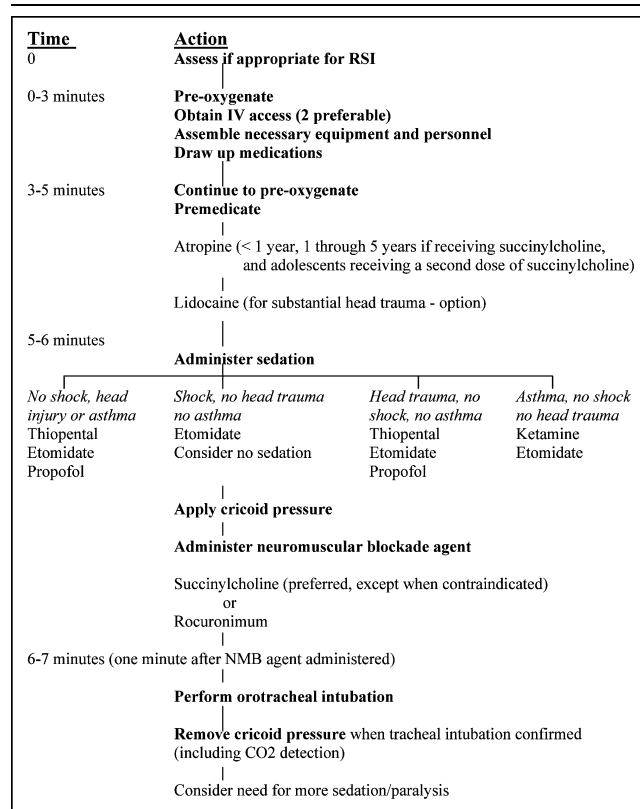 Time Action
0 Assess if appropriate for RSI
0-3 minutes Pre-oxygenate
Obtain IV access (2 preferable)
Assemble necessary equipment and personnel
Draw up medications
3-5 minutes Continue to pre-oxygenate
Premedicate
Atropine (< 1 year, 1 through 5 years if receiving succinylcholine,
and adolescents receiving a second dose of succinylcholine)
Lidocaine (for substantial head trauma - option)
5-6 minutes
Administer sedation
No shock, head
injury or asthma
Thiopental
Etomidate
Propofol
Shock, no head trauma
no asthma
Etomidate
Consider no sedation
Head trauma, no
shock, no asthma
Thiopental
Etomidate
Propofol
Asthma, no shock
no head trauma
Ketamine
Etomidate
Apply cricoid pressure
Administer neuromuscular blockade agent
Succinylcholine (preferred, except when contraindicated)
or
Rocuronimum
6-7 minutes (one minute after NMB agent administered)
Perform orotracheal intubation
Remove cricoid pressure when tracheal intubation confirmed
(including CO2 detection)
Consider need for more sedation/paralysis